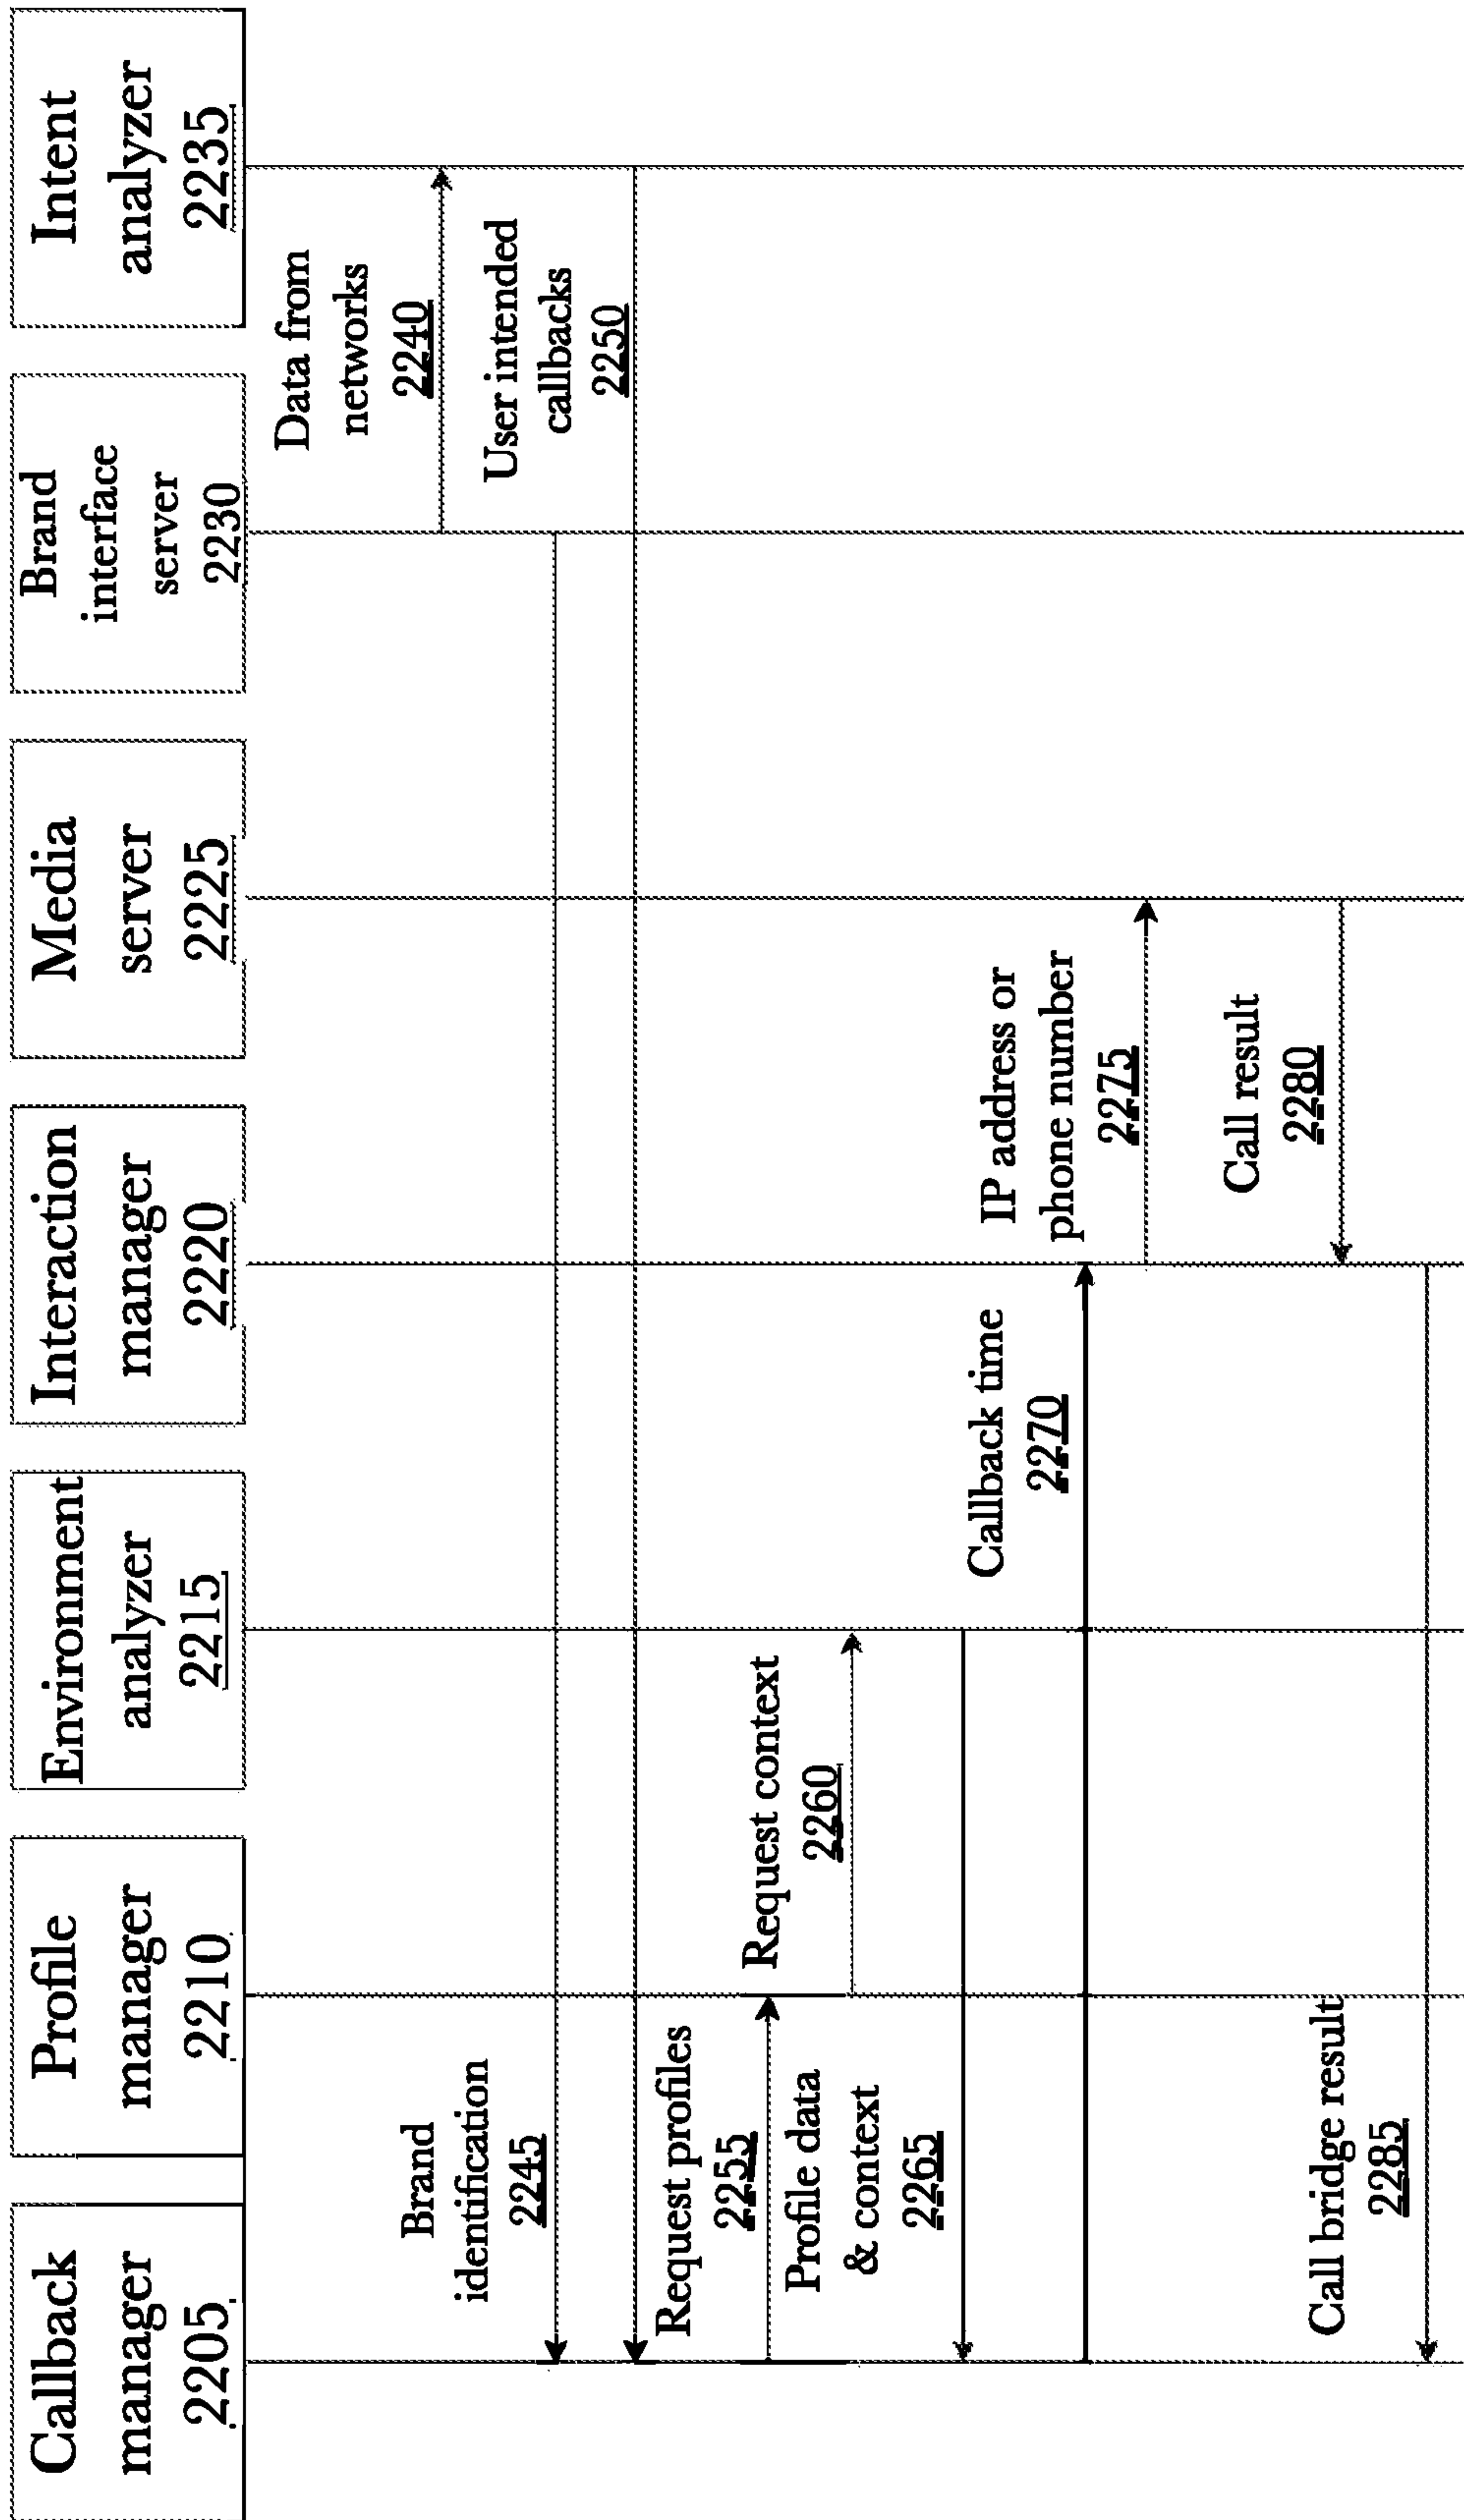 Callback
manager
2205
Profile
manager
2210
Environment
analyzer
2215
Interaction
manager
2220
Media
server
2225
Brand
interface
server
2230
Intent
analyzer
2235
Data from
networks
2240
Brand
identification
2245
User intended
callbacks
2250
Request profiles
2255
Request context
2260
Profile data
& context
2265
Callback time
2270
IP address or
phone number
2275
Call result
2280
Call bridge result
2285